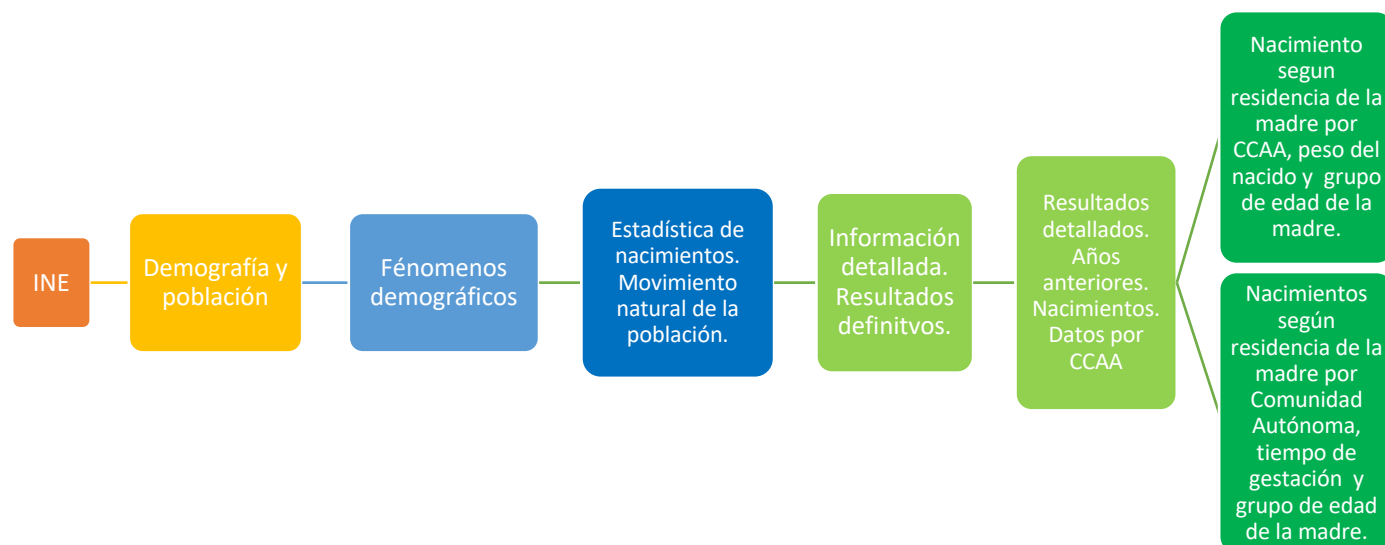 INE
Demografía y
población
Fénomenos
demográficos
Estadística de
nacimientos.
Movimiento
natural de la
población.
Información
detallada.
Resultados
definitvos.
Resultados
detallados.
Años
anteriores.
Nacimientos.
Datos por
CCAA
Nacimiento
segun
residencia de la
madre por
CCAA, peso del
nacido y grupo
de edad de la
madre.
Nacimientos
según
residencia de la
madre por
Comunidad
Autónoma,
tiempo de
gestación y
grupo de edad
de la madre.